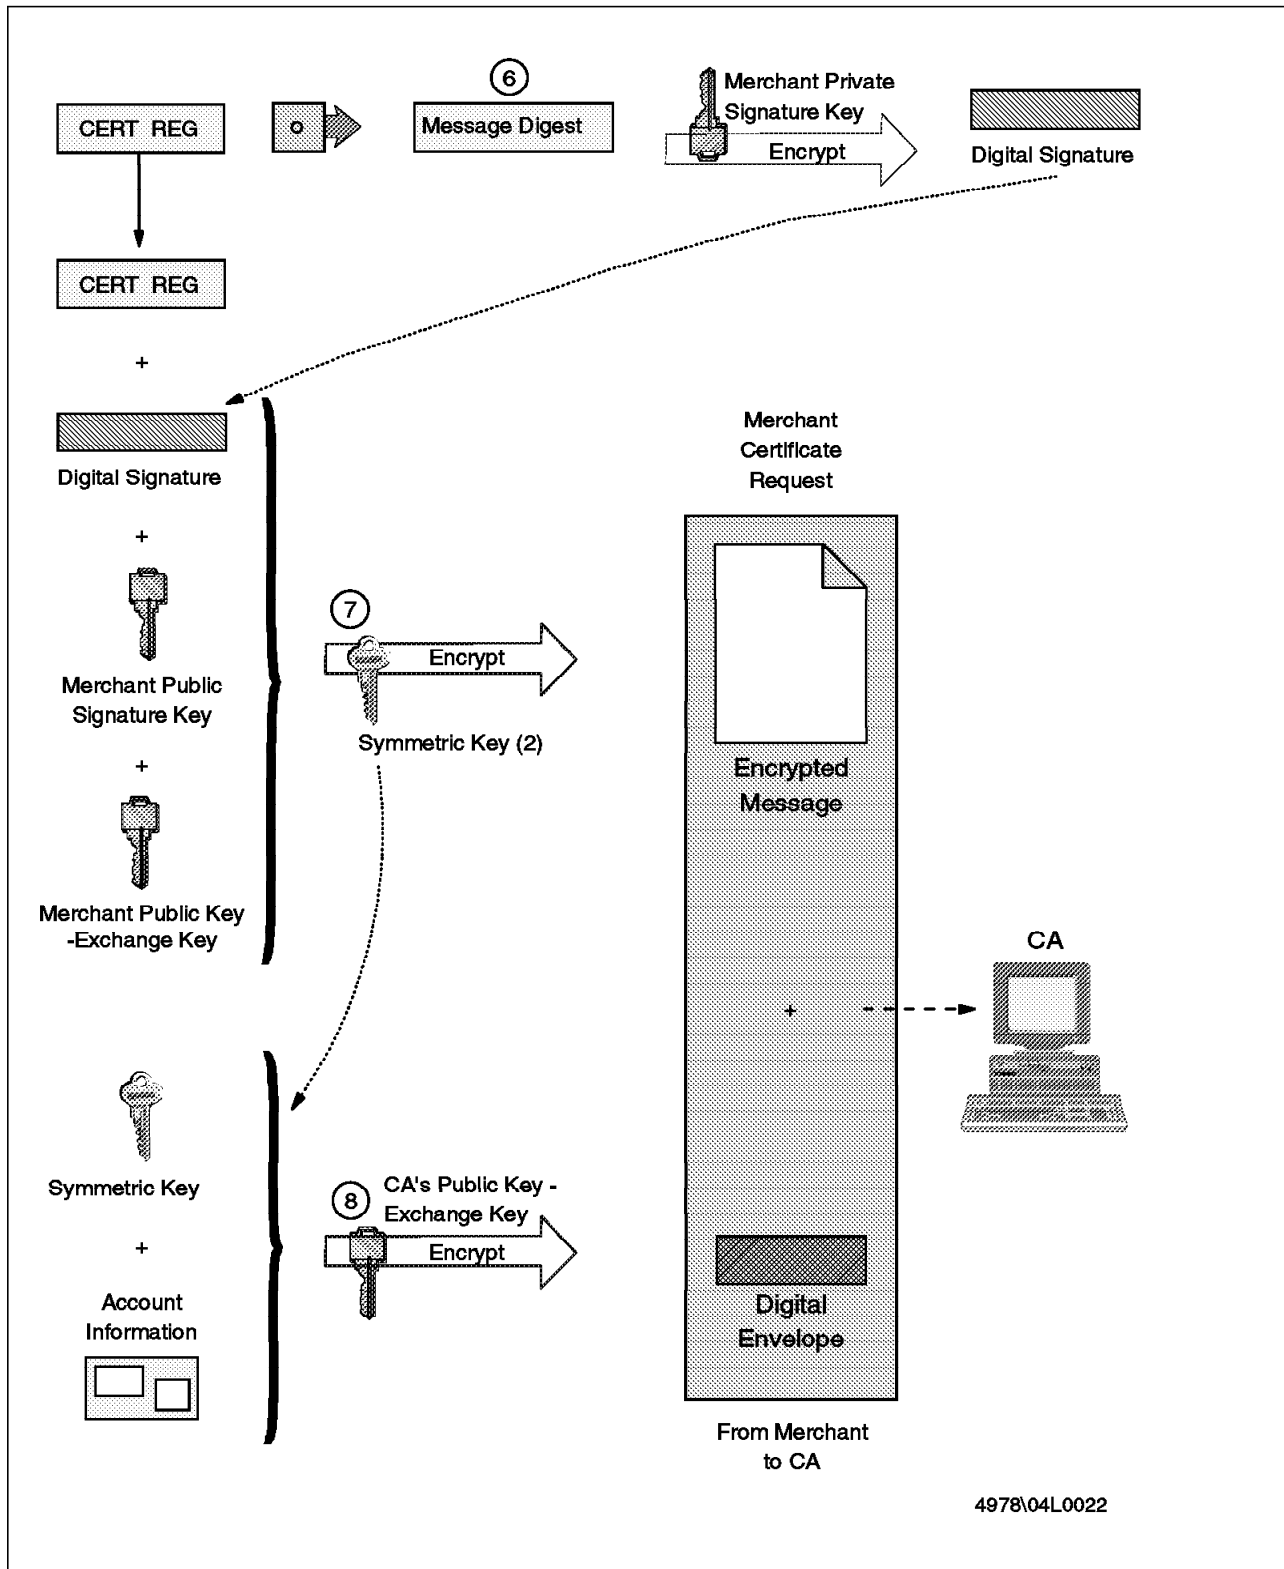 6
Merchant Private
Signature Key
CERT REG
Message Digest
Encrypt
Digital Signature
CERT REG
+
Digital Signature
+
Merchant Public
Signature Key
+
Merchant Public Key
-Exchange Key
7
Encrypt
Symmetric Key (2)
Merchant
Certificate
Request
Encrypted
Message
+
CA
Symmetric Key
+
Account
Information
8
CA's Public Key -
Exchange Key
Encrypt
Digital
Envelope
From Merchant
to CA
4978\04L0022